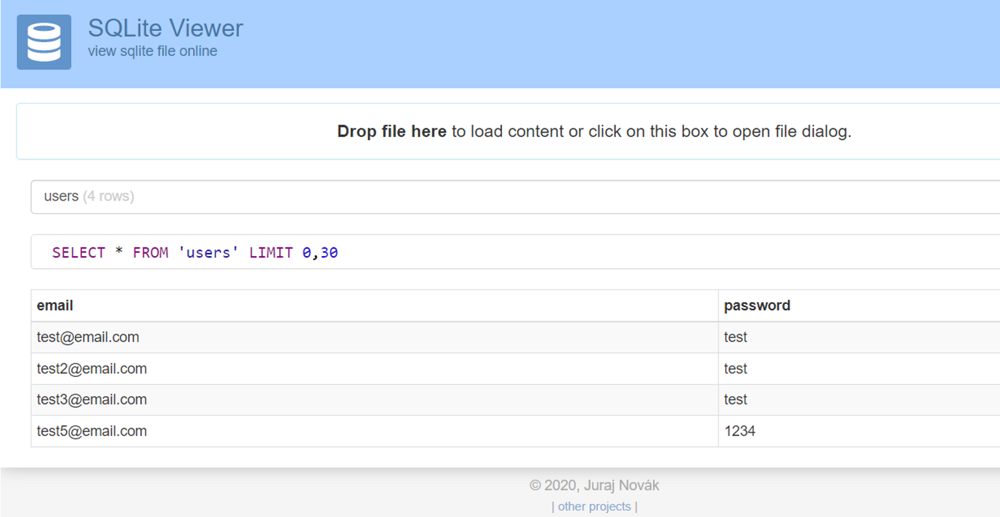 SQLite Viewer
view sqlite file online
Drop file here to load content or click on this box to open file dialog.
users (4 rows)
SELECT * FROM 'users' LIMIT 0,30
email password
test@email.com test
test2@email.com test
test3@email.com test
test5@email.com 1234
© 2020, Juraj Novák
| other projects |